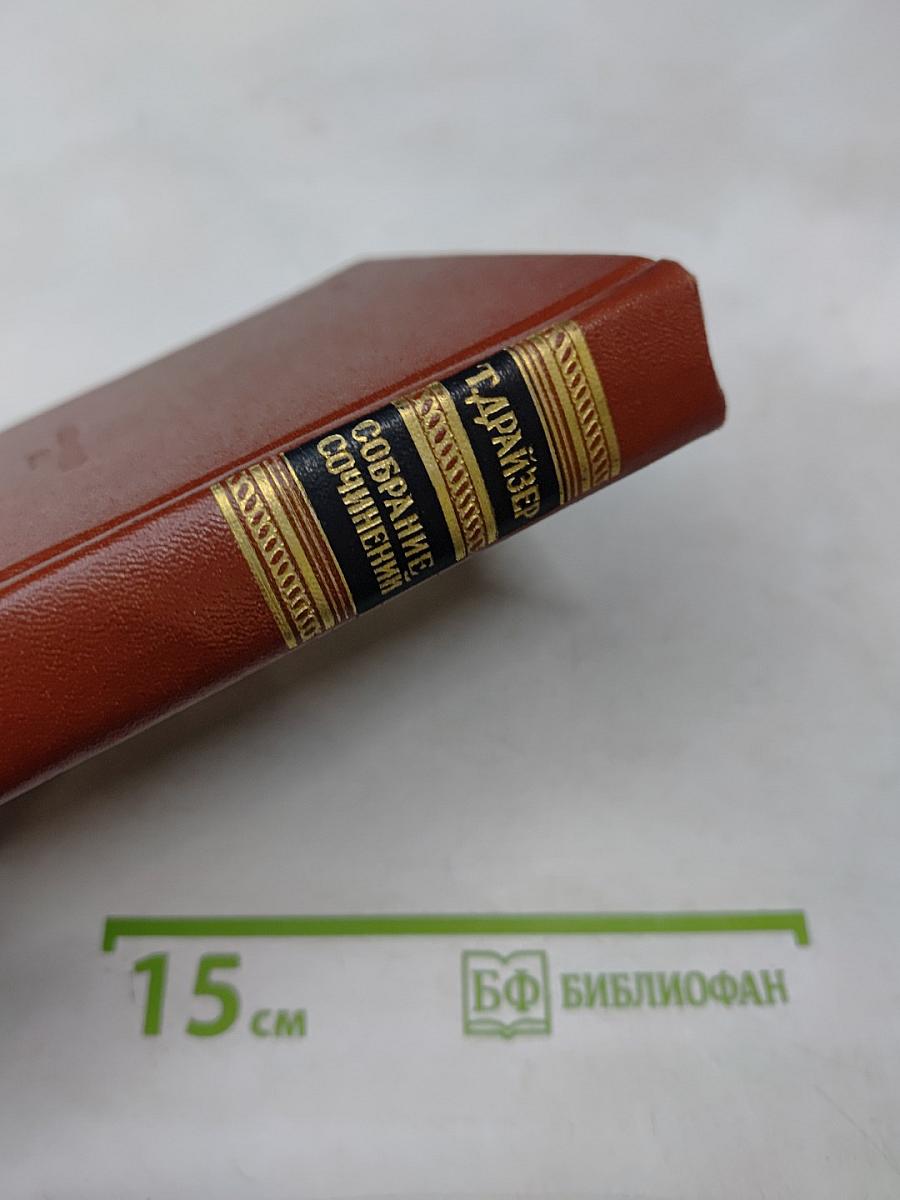 Т. ДРАЙЗЕР
СОБРАНИЕ
СОЧИНЕНИЙ
15 см
БФ БИБЛИОФАН